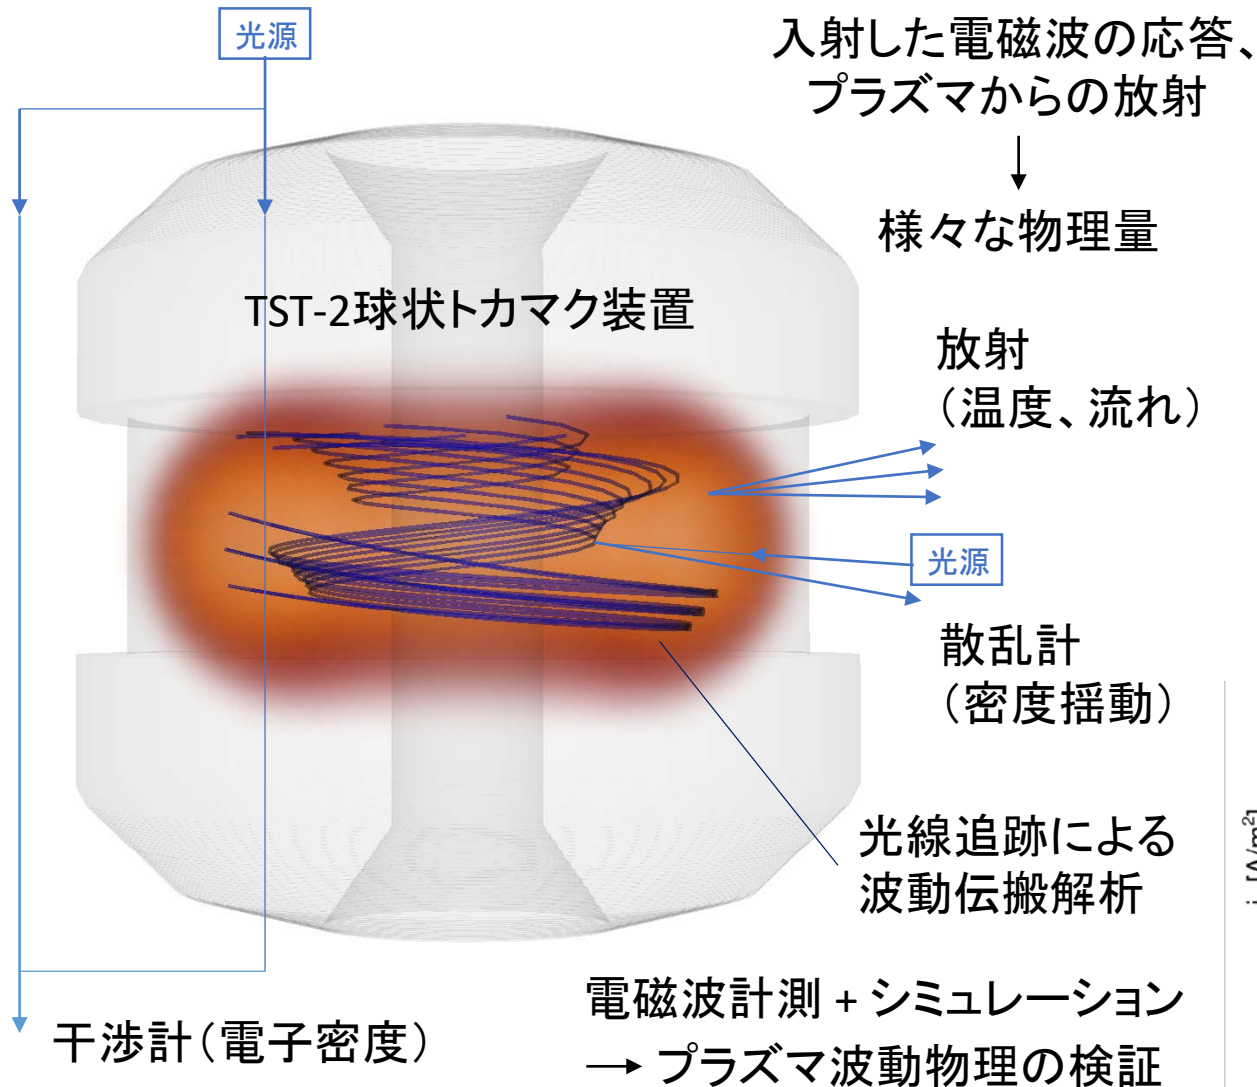 光源
入射した電磁波の応答、
プラズマからの放射
↓
様々な物理量
TST-2球状トカマク装置
放射
（温度、流れ）
光源
散乱計
（密度揺動）
光線追跡による
波動伝搬解析
電磁波計測 + シミュレーション
→ プラズマ波動物理の検証
干渉計（電子密度）
[A/m²]